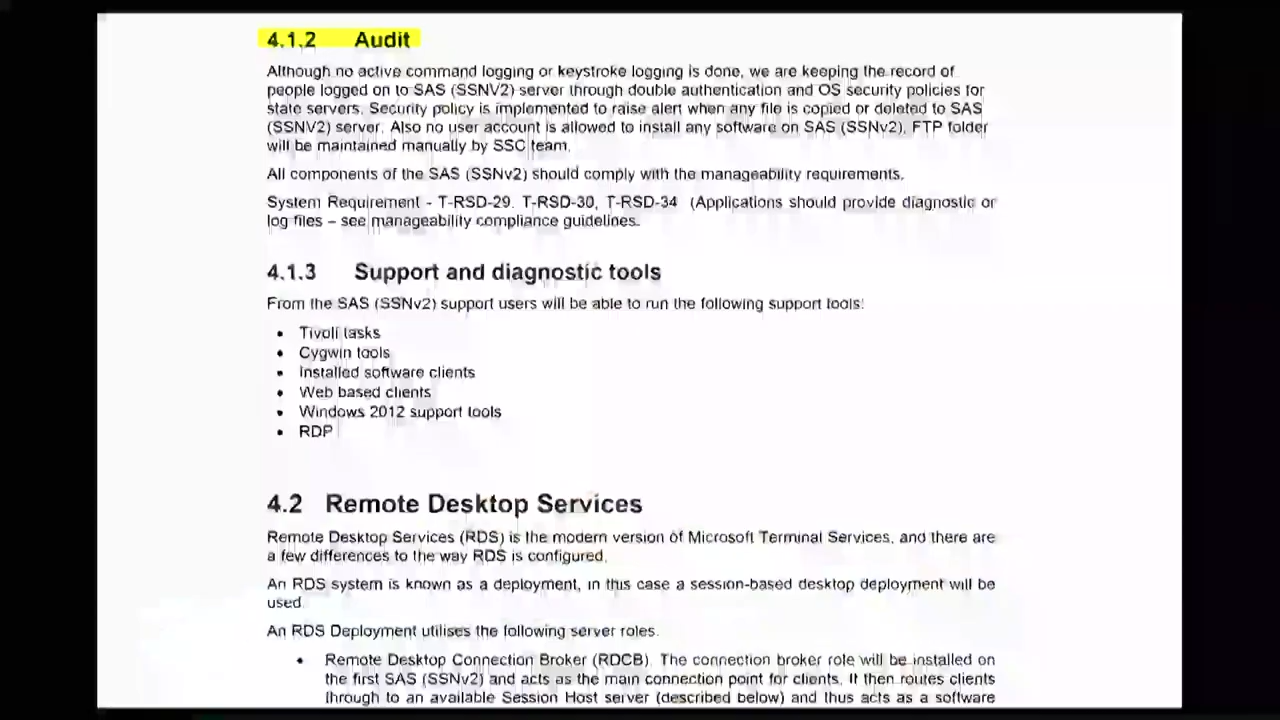 4.1.2 Audit
Although no active command logging or keystroke logging is done, we are keeping the record of
people logged on to SAS (SSNV2) server through double authentication and OS security policies for
state servers. Security policy is implemented to raise alert when any file is copied or deleted to SAS
(SSNV2) server. Also no user account is allowed to install any software on SAS (SSNv2). FTP folder
will be maintained manually by SSC team.
All components of the SAS (SSNv2) should comply with the manageability requirements.
System Requirement - T-RSD-29. T-RSD-30, T-RSD-34 (Applications should provide diagnostic or
log files – see manageability compliance guidelines.
4.1.3 Support and diagnostic tools
From the SAS (SSNv2) support users will be able to run the following support tools:
• Tivoli tasks
• Cygwin tools
• Installed software clients
• Web based clients
• Windows 2012 support tools
• RDP
4.2 Remote Desktop Services
Remote Desktop Services (RDS) is the modern version of Microsoft Terminal Services, and there are
a few differences to the way RDS is configured.
An RDS system is known as a deployment, in this case a session-based desktop deployment will be
used.
An RDS Deployment utilises the following server roles.
• Remote Desktop Connection Broker (RDCB). The connection broker role will be installed on
the first SAS (SSNv2) and acts as the main connection point for clients. It then routes clients
through to an available Session Host server (described below) and thus acts as a software